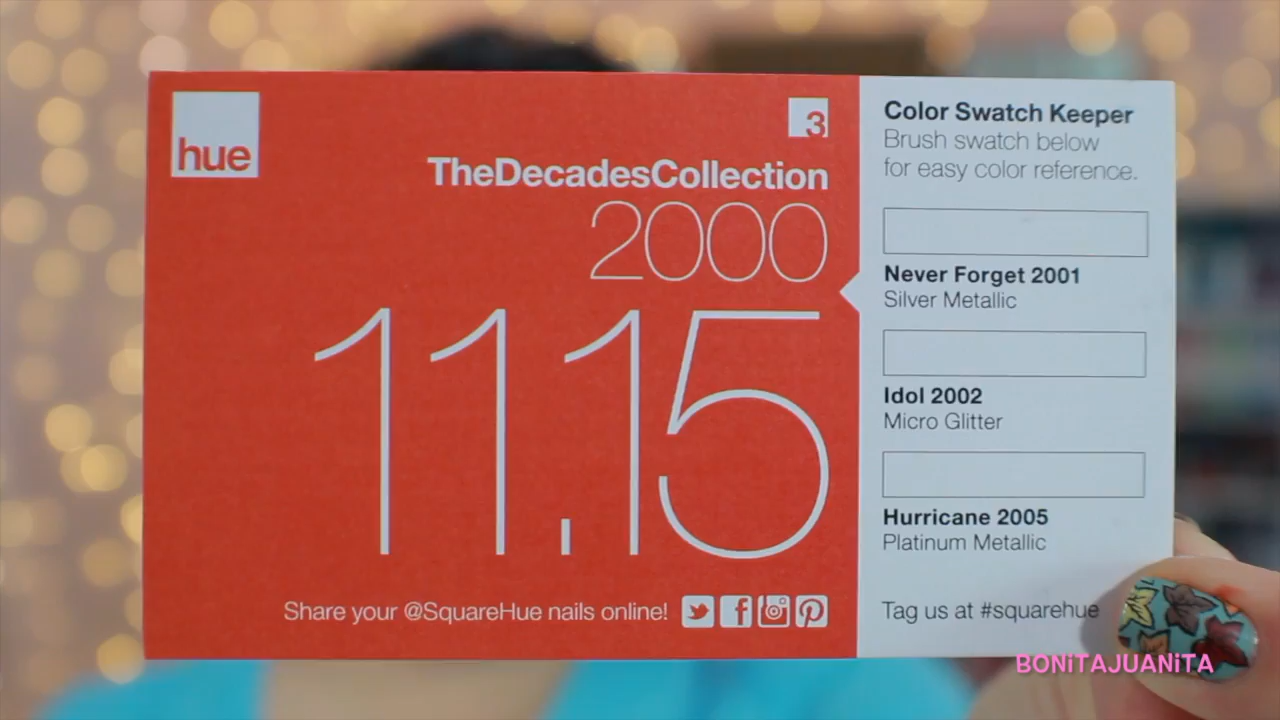 hue
3
TheDecadesCollection
2000
11.15
Share your @SquareHue nails online!
Color Swatch Keeper
Brush swatch below
for easy color reference.
Never Forget 2001
Silver Metallic
Idol 2002
Micro Glitter
Hurricane 2005
Platinum Metallic
Tag us at #squarehue
BONiTAJUANiTA